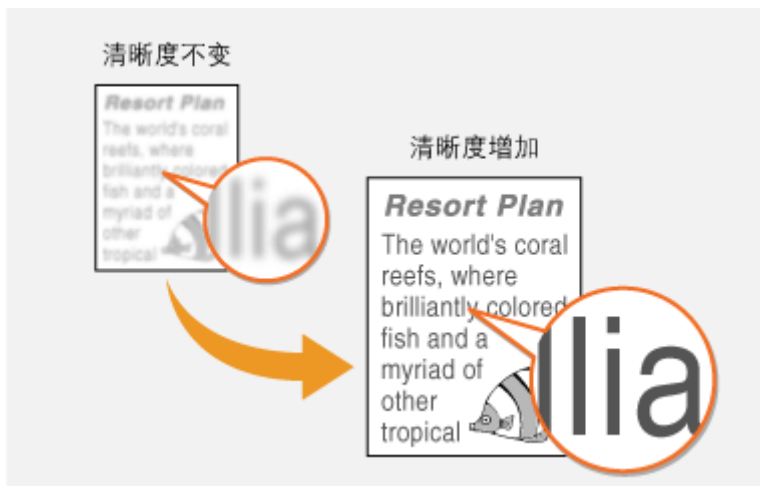 清晰度不变
Resort Plan
The world's coral
reefs, where
brilliantly colored
fish and a
myriad of
other
tropical
llia
清晰度增加
Resort Plan
The world's coral
reefs, where
brilliantly colored
fish and a
myriad of
other
tropical
llia